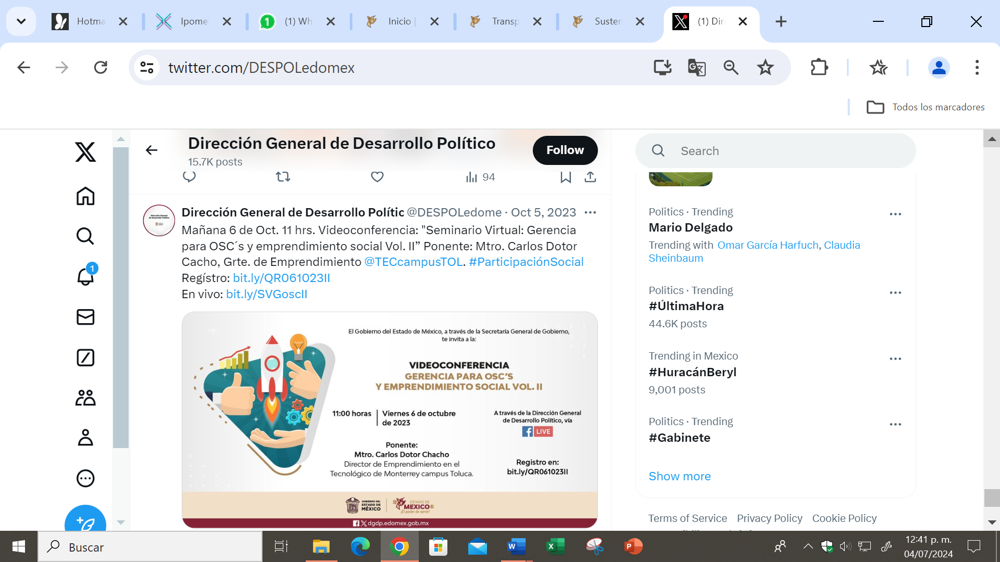 Hotma
Ipome
(1) Wh
Inicio |
Transp
Susten
(1) Dir
twitter.com/DESPOLedomex
Todos los marcadores
Dirección General de Desarrollo Político
15.7K posts
Follow
Search
94
Dirección General de Desarrollo Polític @DESPOLedome · Oct 5, 2023
Mañana 6 de Oct. 11 hrs. Videoconferencia: "Seminario Virtual: Gerencia
para OSC´s y emprendimiento social Vol. II” Ponente: Mtro. Carlos Dotor
Cacho, Grte. de Emprendimiento @TECcampusTOL. #ParticipaciónSocial
Regístro: bit.ly/QR061023II
En vivo: bit.ly/SVGoscII
El Gobierno del Estado de México, a través de la Secretaría General de Gobierno,
te invita a la:
VIDEOCONFERENCIA
GERENCIA PARA OSC'S
Y EMPRENDIMIENTO SOCIAL VOL. II
11:00 horas
Viernes 6 de octubre
de 2023
A través de la Dirección General
de Desarrollo Político, vía
LIVE
Ponente:
Mtro. Carlos Dotor Chacho
Director de Emprendimiento en el
Tecnológico de Monterrey campus Toluca.
Registro en:
bit.ly/QR061023II
GOBIERNO DEL
ESTADO DE
MÉXICO
ESTADO DE
MÉXICO
¡El poder de servir!
dgdp.edomex.gob.mx
Politics · Trending
Mario Delgado
Trending with Omar García Harfuch, Claudia
Sheinbaum
Politics · Trending
#ÚltimaHora
44.6K posts
Trending in Mexico
#HuracánBeryl
9,001 posts
Politics · Trending
#Gabinete
Show more
Terms of Service Privacy Policy Cookie Policy
1
Buscar
12:41 p. m.
04/07/2024